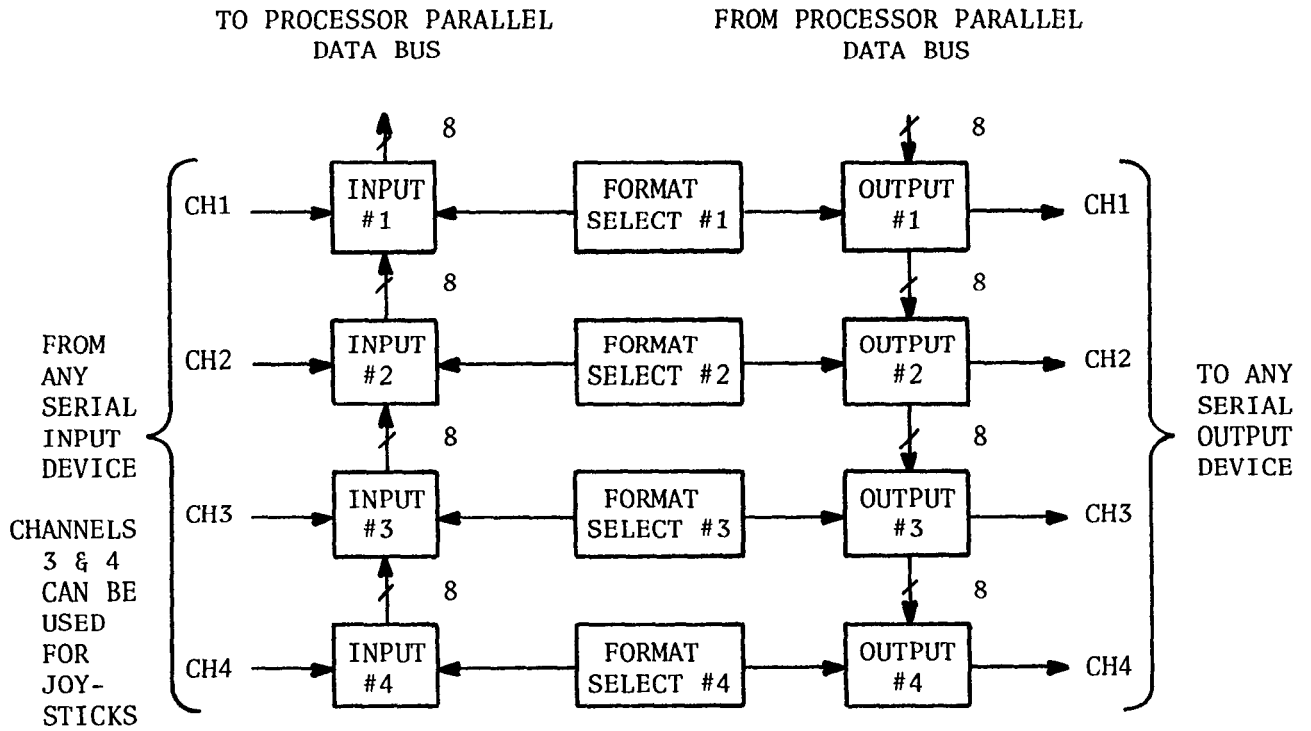 TO PROCESSOR PARALLEL
DATA BUS
FROM PROCESSOR PARALLEL
DATA BUS
8
8
CH1
INPUT
#1
FORMAT
SELECT #1
OUTPUT
#1
CH1
8
8
CH2
INPUT
#2
FORMAT
SELECT #2
OUTPUT
#2
CH2
8
8
CH3
INPUT
#3
FORMAT
SELECT #3
OUTPUT
#3
CH3
8
8
CH4
INPUT
#4
FORMAT
SELECT #4
OUTPUT
#4
CH4
FROM
ANY
SERIAL
INPUT
DEVICE
CHANNELS
3 & 4
CAN BE
USED
FOR
JOY-
STICKS
TO ANY
SERIAL
OUTPUT
DEVICE